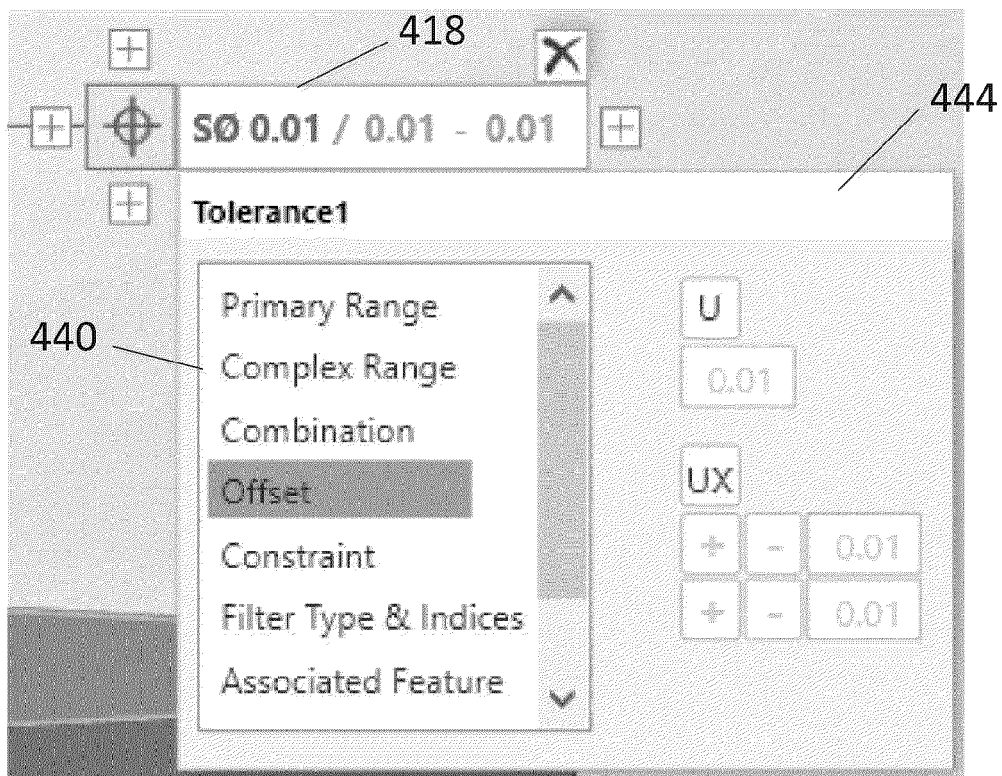 418
444
SØ 0.01 / 0.01 - 0.01
Tolerance1
440
Primary Range
Complex Range
Combination
Offset
Constraint
Filter Type & Indices
Associated Feature
U
0.01
UX
+ - 0.01
+ - 0.01